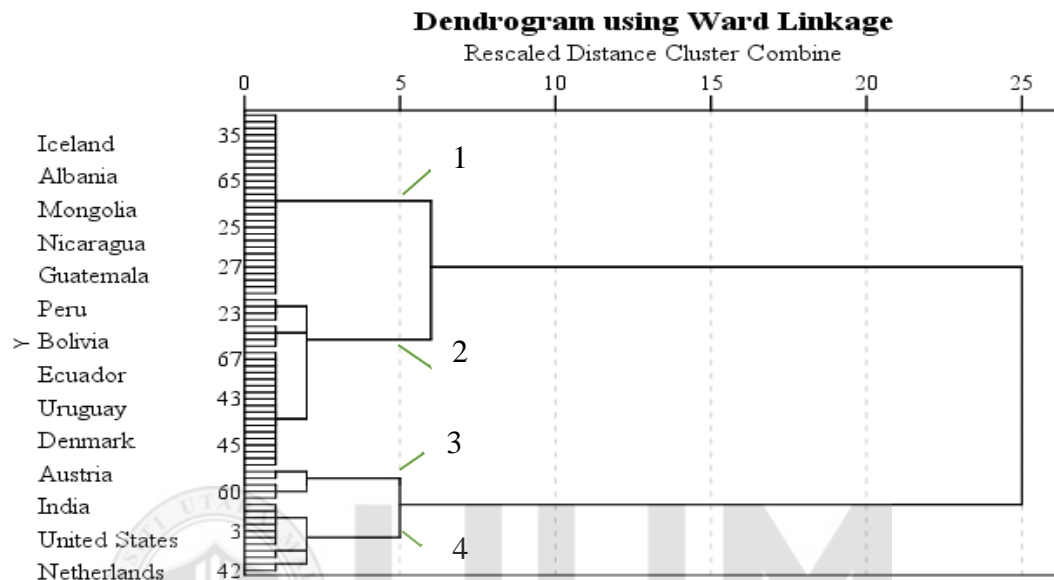 Dendrogram using Ward Linkage
Rescaled Distance Cluster Combine
0 5 10 15 20 25
Iceland 35
1
Albania 65
Mongolia
25
Nicaragua
Guatemala 27
Peru 23
Y Bolivia
2
67
Ecuador
43
Uruguay
Denmark 45
3
Austria
60
India
3
United States
4
Netherlands 42
UTARA